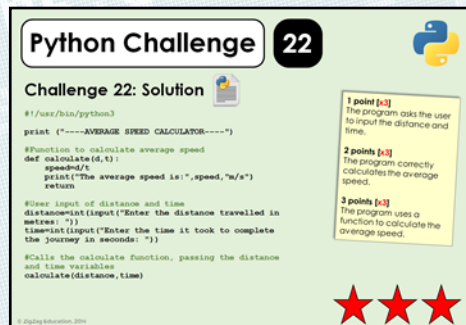 Python Challenge
22
Challenge 22: Solution
#!/usr/bin/python3
print ("----AVERAGE SPEED CALCULATOR----")
#Function to calculate average speed
def calculate(d,t):
speed=d/t
print("The average speed is:",speed,"m/s")
return
#User input of distance and time
distance=int(input("Enter the distance travelled in
metres: "))
time=int(input("Enter the time it took to complete
the journey in seconds: "))
#Calls the calculate function, passing the distance
and time variables
calculate(distance,time)
1 point [x3]
The program asks the user
to input the distance and
time.
2 points [x3]
The program correctly
calculates the average
speed.
3 points [x3]
The program uses a
function to calculate the
average speed.
© ZigZag Education, 2014